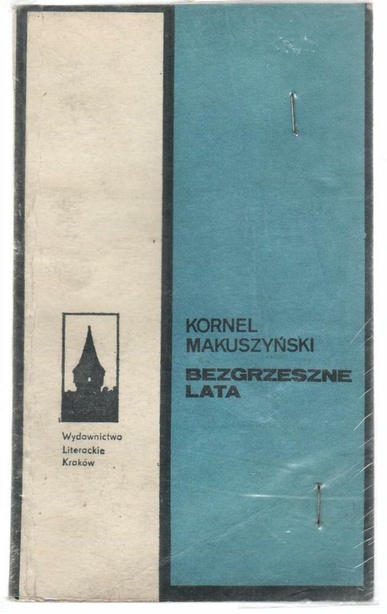 KORNEL
MAKUSZYŃSKI
BEZGRZESZNE
LATA
Wydawnictwo
Literackie
Kraków